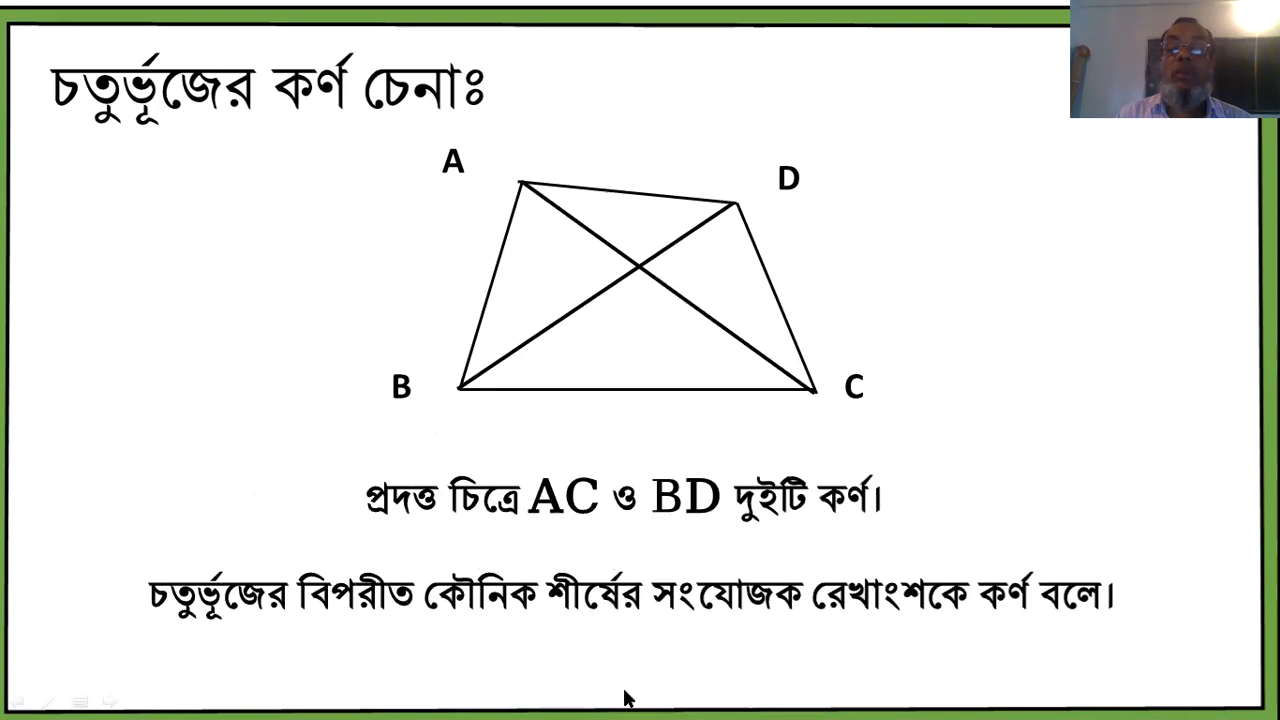 চতুর্ভূজের কর্ণ চেনাঃ
A
D
B
C
প্রদত্ত চিত্রে AC ও BD দুইটি কর্ণ।
চতুর্ভূজের বিপরীত কৌনিক শীর্ষের সংযোজক রেখাংশকে কর্ণ বলে।